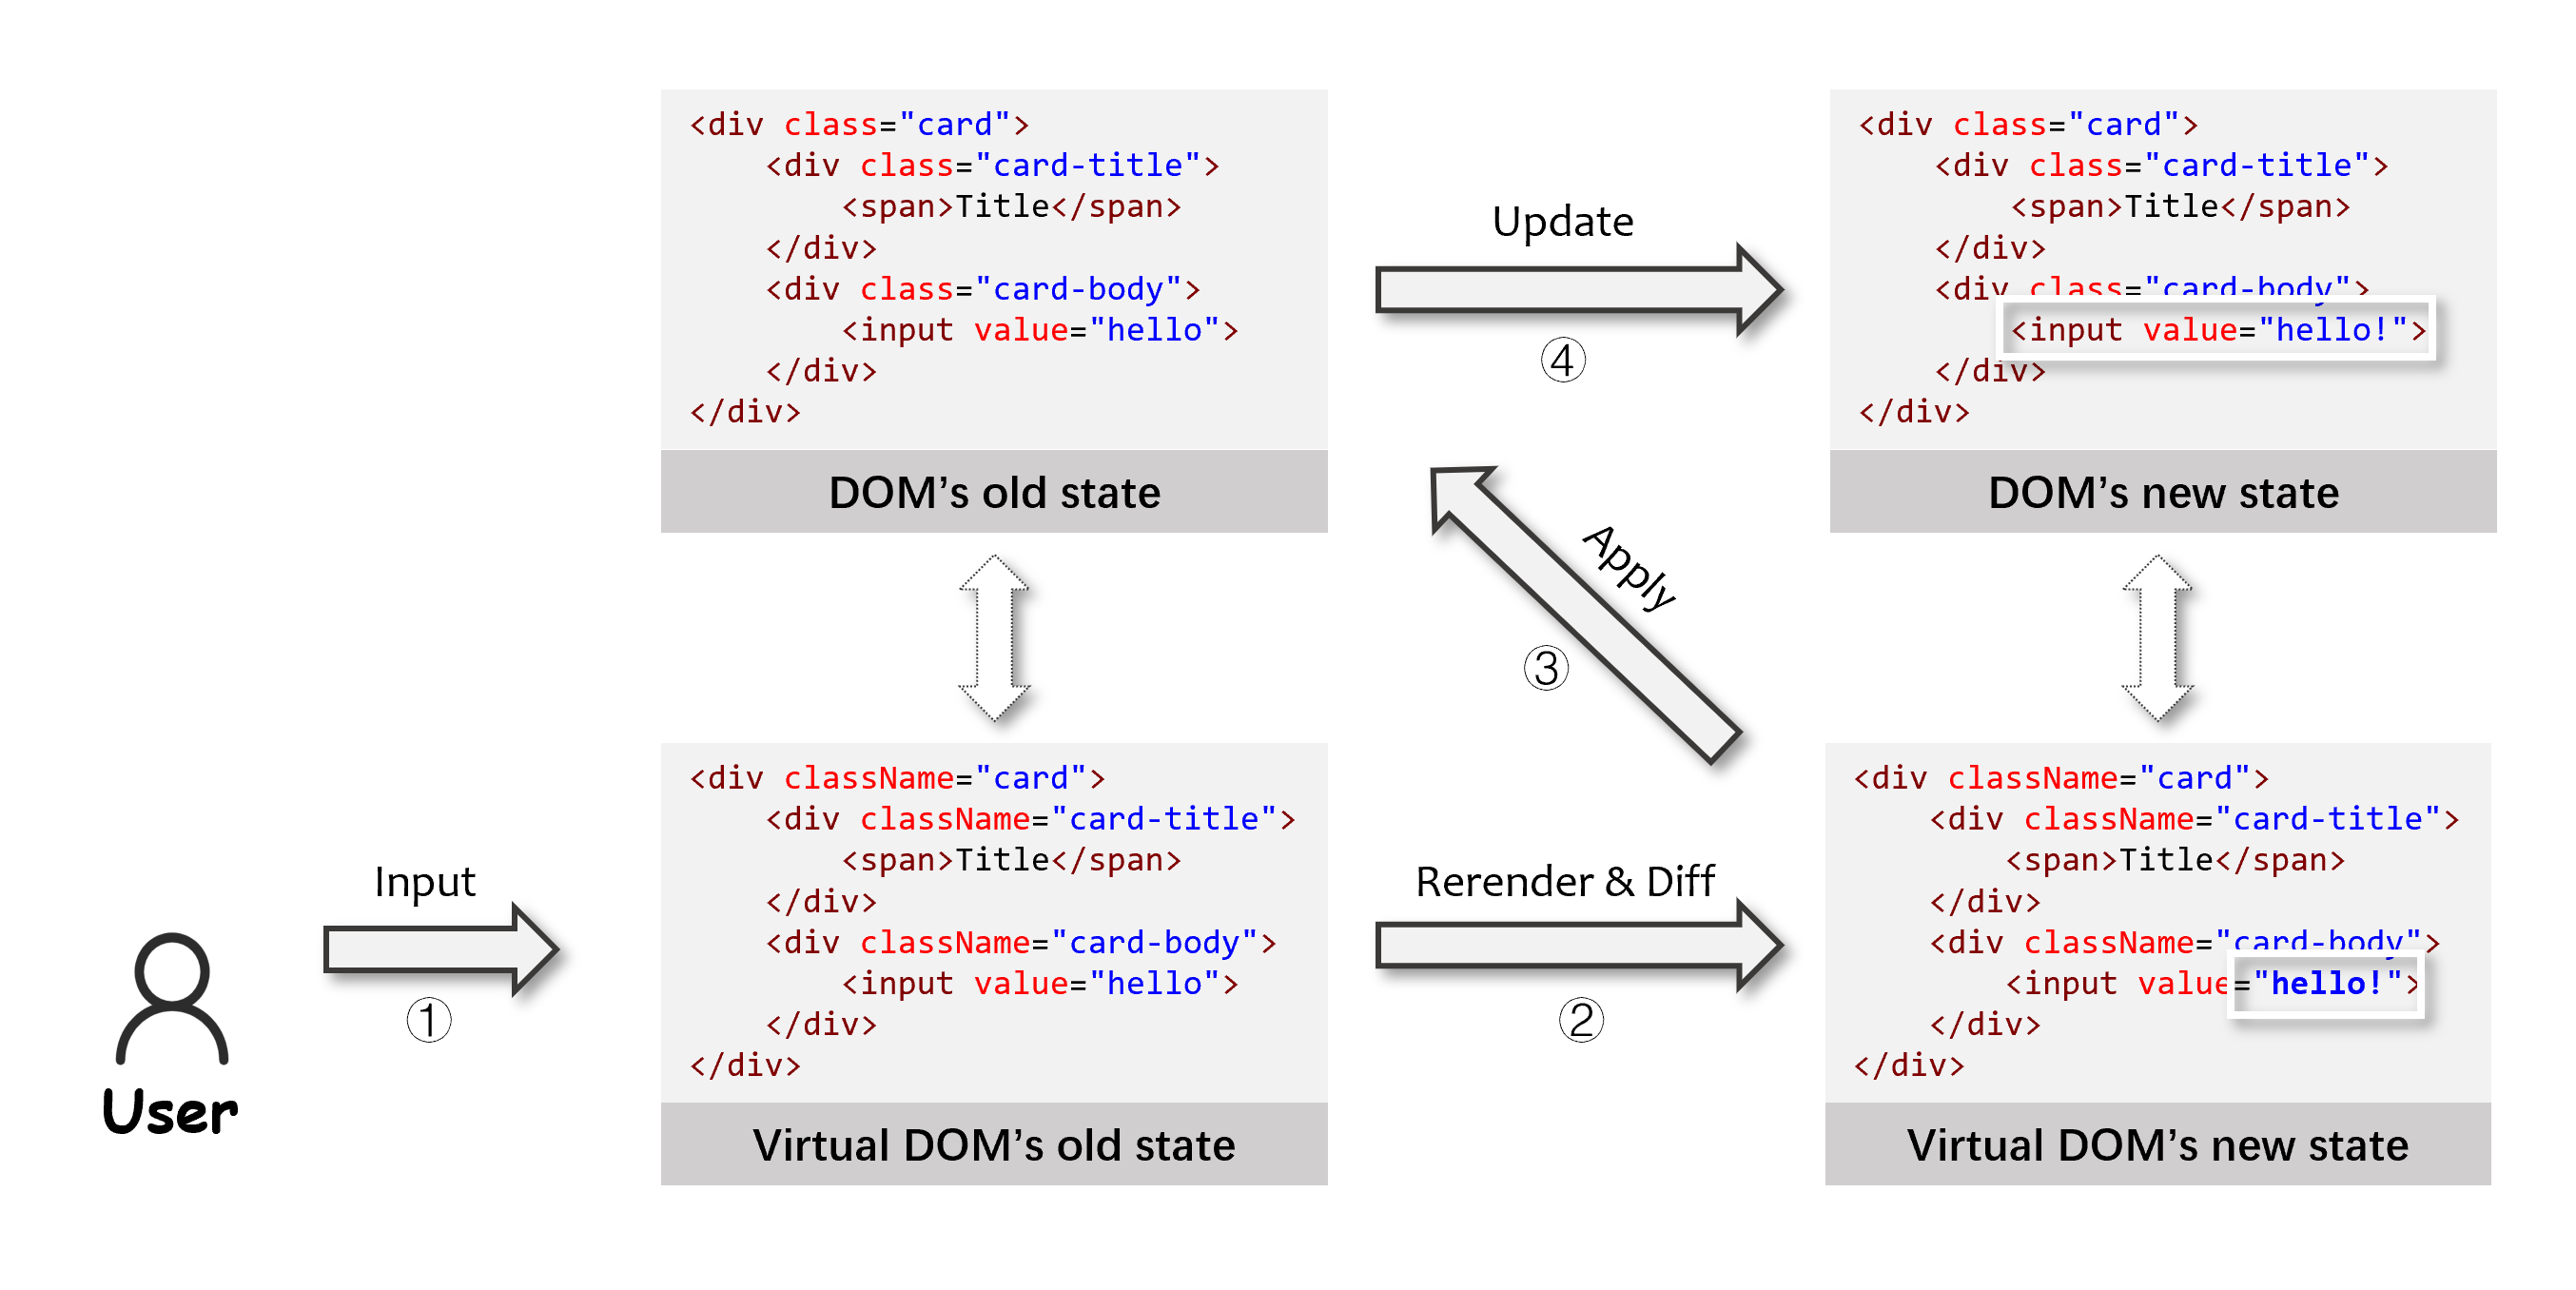 <div class="card">
<div class="card-title">
<span>Title</span>
</div>
<div class="card-body">
<input value="hello">
</div>
</div>
DOM’s old state
Update
④
<div class="card">
<div class="card-title">
<span>Title</span>
</div>
<div class="card-body">
<input value="hello!">
</div>
</div>
DOM’s new state
Apply
③
User
Input
①
<div className="card">
<div className="card-title">
<span>Title</span>
</div>
<div className="card-body">
<input value="hello">
</div>
</div>
Virtual DOM’s old state
Rerender & Diff
②
<div className="card">
<div className="card-title">
<span>Title</span>
</div>
<div className="card-body">
<input value="hello!">
</div>
</div>
Virtual DOM’s new state